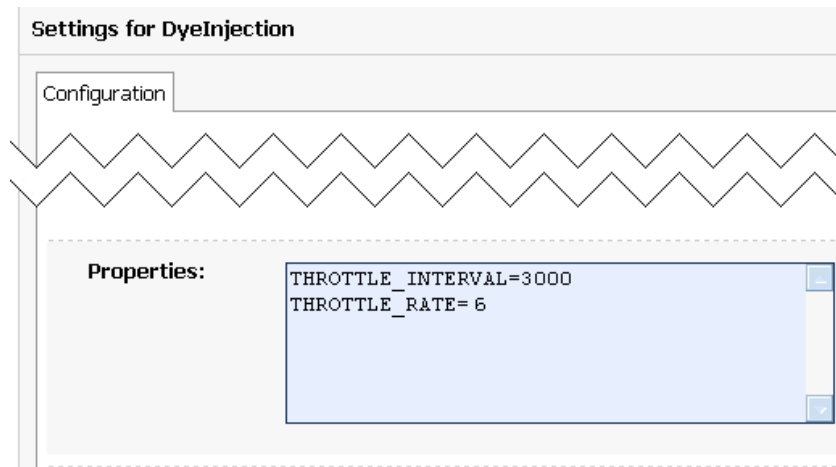 Settings for DyeInjection
Configuration
Properties:
THROTTLE_INTERVAL=3000
THROTTLE_RATE= 6